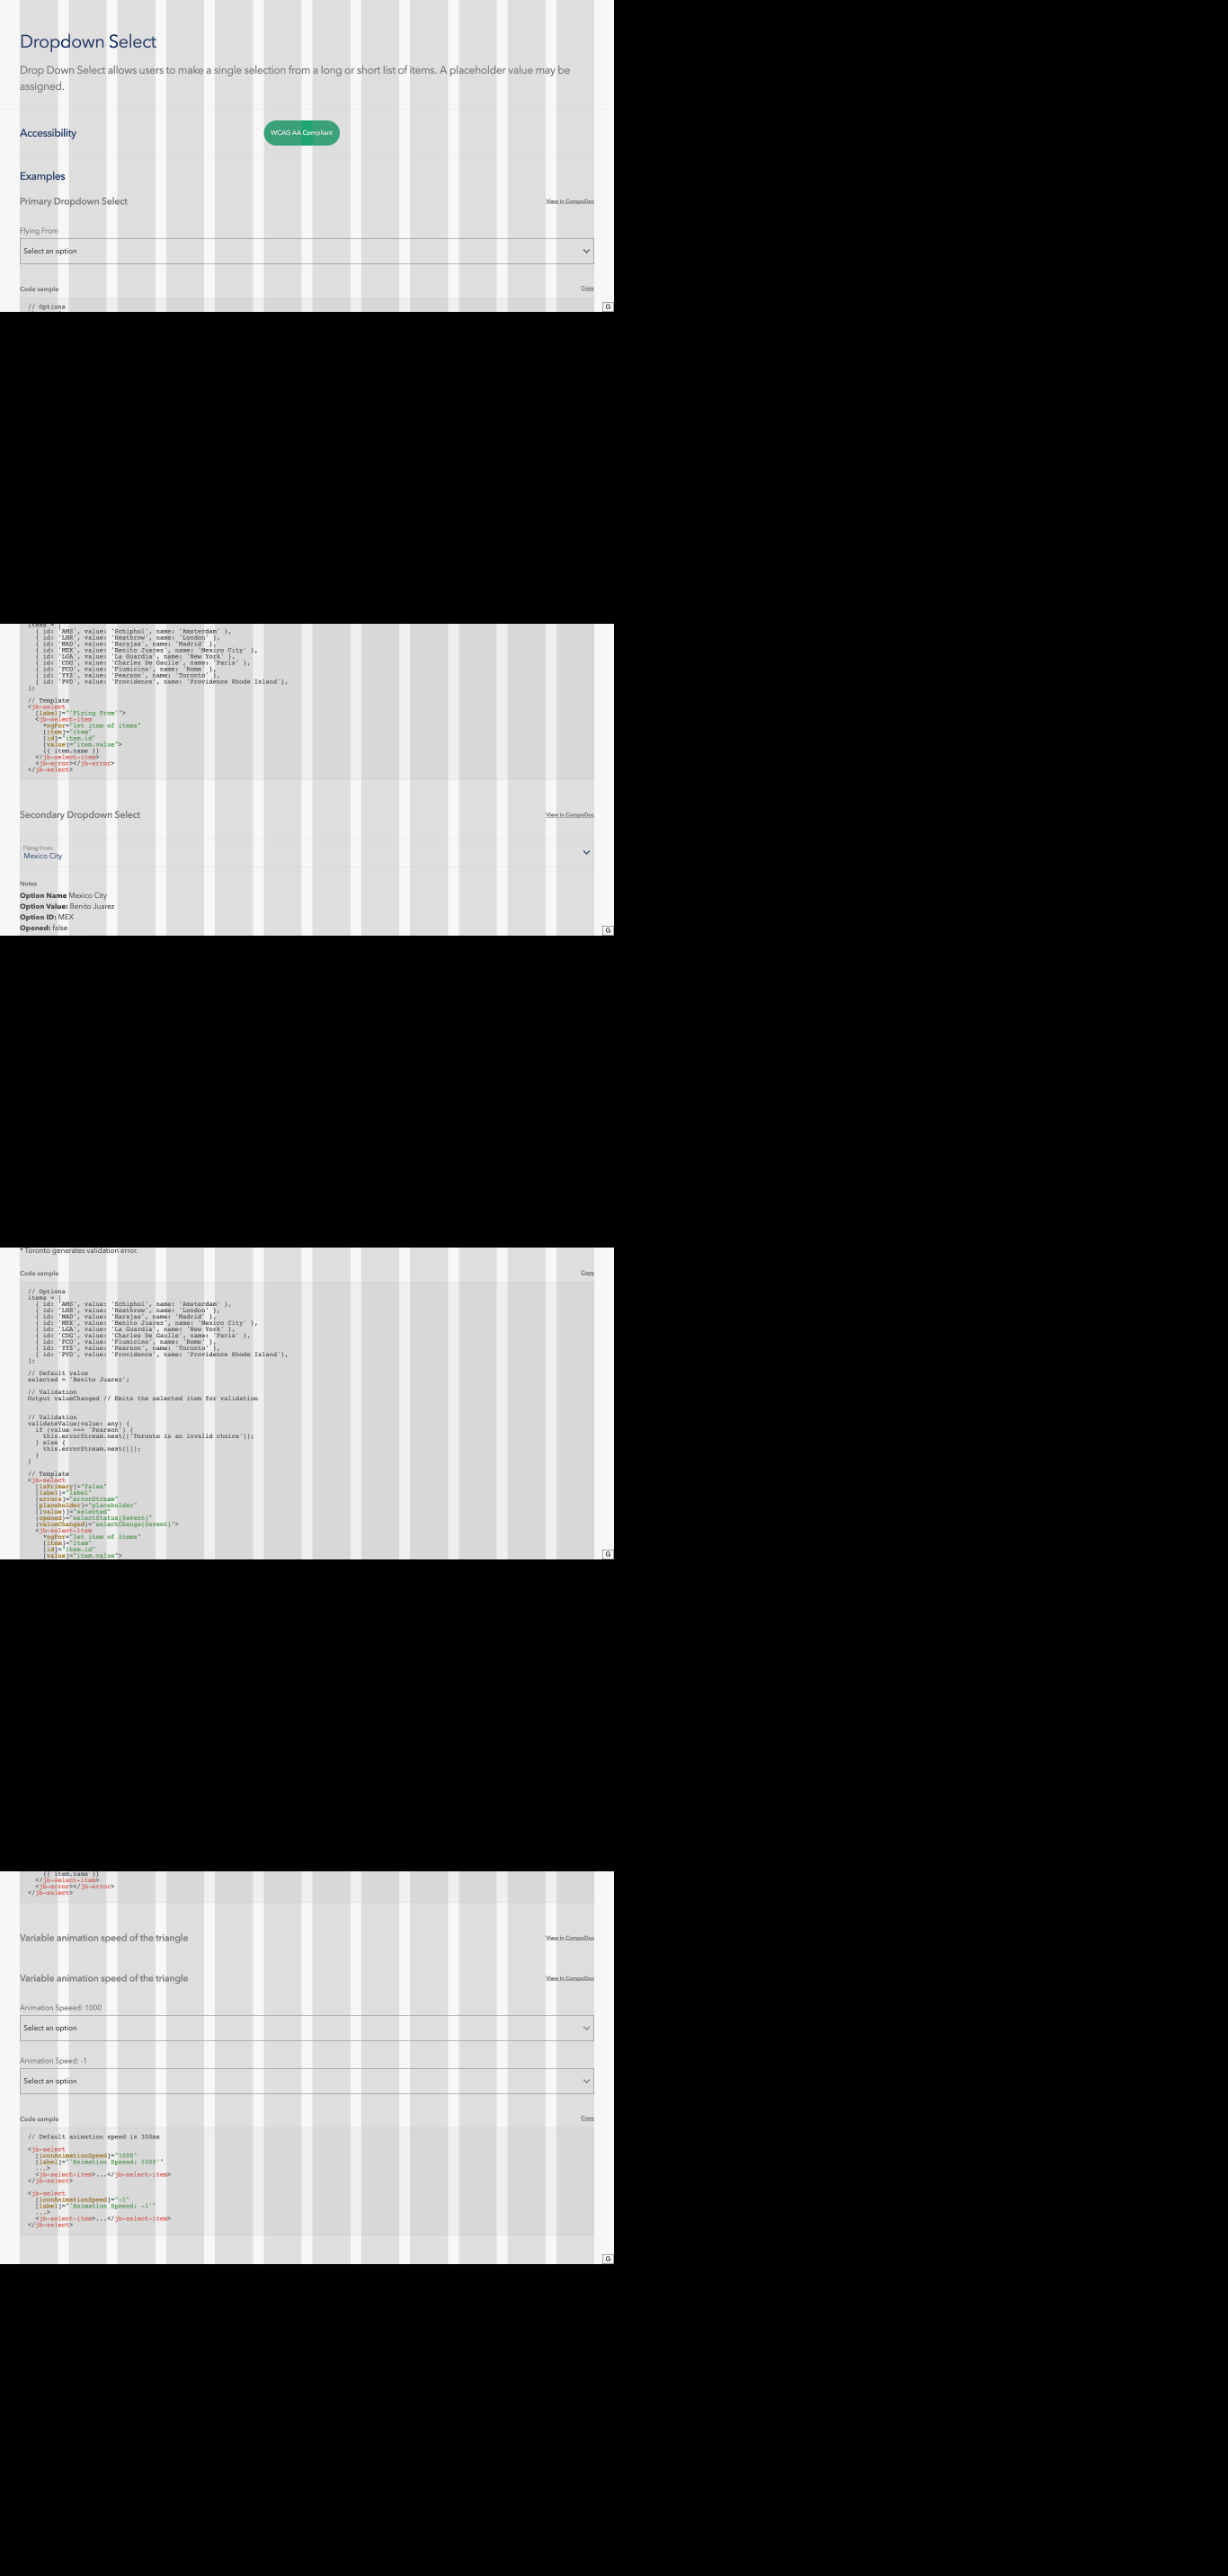 Dropdown Select
Drop Down Select allows users to make a single selection from a long or short list of items. A placeholder value may be
assigned.
Accessibility
WCAG AA Compliant
Examples
Primary Dropdown Select
View in CompoDoc
Flying From
Select an option
Code sample
Copy
// Options
G
items = [
{ id: 'AMS', value: 'Schiphol', name: 'Amsterdam' },
{ id: 'LHR', value: 'Heathrow', name: 'London' },
{ id: 'MAD', value: 'Barajas', name: 'Madrid' },
{ id: 'MEX', value: 'Benito Juarez', name: 'Mexico City' },
{ id: 'LGA', value: 'La Guardia', name: 'New York' },
{ id: 'CDG', value: 'Charles De Gaulle', name: 'Paris' },
{ id: 'FCO', value: 'Fiumicino', name: 'Rome' },
{ id: 'YYZ', value: 'Pearson', name: 'Toronto' },
{ id: 'PVD', value: 'Providence', name: 'Providence Rhode Island'},
];
// Template
<jb-select
[label]="'Flying From'">
<jb-select-item
*ngFor="let item of items"
[item]="item"
[id]="item.id"
[value]="item.value">
{{ item.name }}
</jb-select-item>
<jb-error></jb-error>
</jb-select>
Secondary Dropdown Select
View in CompoDoc
Flying From:
Mexico City
Notes
Option Name Mexico City
Option Value: Benito Juarez
Option ID: MEX
Opened: false
G
* Toronto generates validation error.
Code sample
Copy
// Options
items = [
{ id: 'AMS', value: 'Schiphol', name: 'Amsterdam' },
{ id: 'LHR', value: 'Heathrow', name: 'London' },
{ id: 'MAD', value: 'Barajas', name: 'Madrid' },
{ id: 'MEX', value: 'Benito Juarez', name: 'Mexico City' },
{ id: 'LGA', value: 'La Guardia', name: 'New York' },
{ id: 'CDG', value: 'Charles De Gaulle', name: 'Paris' },
{ id: 'FCO', value: 'Fiumicino', name: 'Rome' },
{ id: 'YYZ', value: 'Pearson', name: 'Toronto' },
{ id: 'PVD', value: 'Providence', name: 'Providence Rhode Island'},
];
// Default value
selected = 'Benito Juarez';
// Validation
Output valueChanged // Emits the selected item for validation
// Validation
validateValue(value: any) {
if (value === 'Pearson') {
this.errorStream.next(['Toronto is an invalid choice']);
} else {
this.errorStream.next([]);
}
}
// Template
<jb-select
[isPrimary]="false"
[label]="label"
[errors]="errorStream"
[placeholder]="placeholder"
[(value)]="selected"
(opened)="selectStatus($event)"
(valueChanged)="selectChange($event)">
<jb-select-item
*ngFor="let item of items"
[item]="item"
[id]="item.id"
[value]="item.value">
G
{{ item.name }}
</jb-select-item>
<jb-error></jb-error>
</jb-select>
Variable animation speed of the triangle
View in CompoDoc
Variable animation speed of the triangle
View in CompoDoc
Animation Speeed: 1000
Select an option
Animation Speed: -1
Select an option
Code sample
Copy
// Default animation speed is 300ms
<jb-select
[iconAnimationSpeed]="1000"
[label]="'Animation Speeed: 1000'"
...>
<jb-select-item>...</jb-select-item>
</jb-select>
<jb-select
[iconAnimationSpeed]="-1"
[label]="'Animation Speeed: -1'"
...>
<jb-select-item>...</jb-select-item>
</jb-select>
G